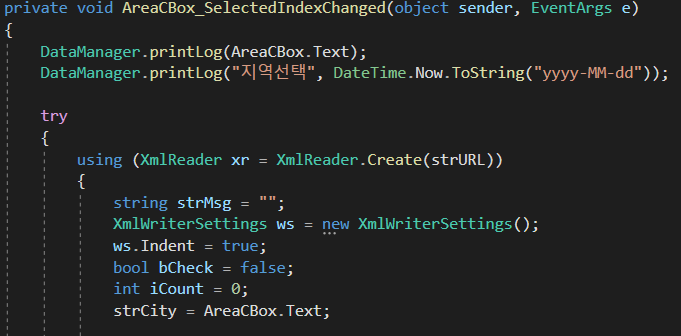 private void AreaCBox_SelectedIndexChanged(object sender, EventArgs e)
{
DataManager.printLog(AreaCBox.Text);
DataManager.printLog("지역선택", DateTime.Now.ToString("yyyy-MM-dd"));
try
{
using (XmlReader xr = XmlReader.Create(strURL))
{
string strMsg = "";
XmlWriterSettings ws = new XmlWriterSettings();
ws.Indent = true;
bool bCheck = false;
int iCount = 0;
strCity = AreaCBox.Text;